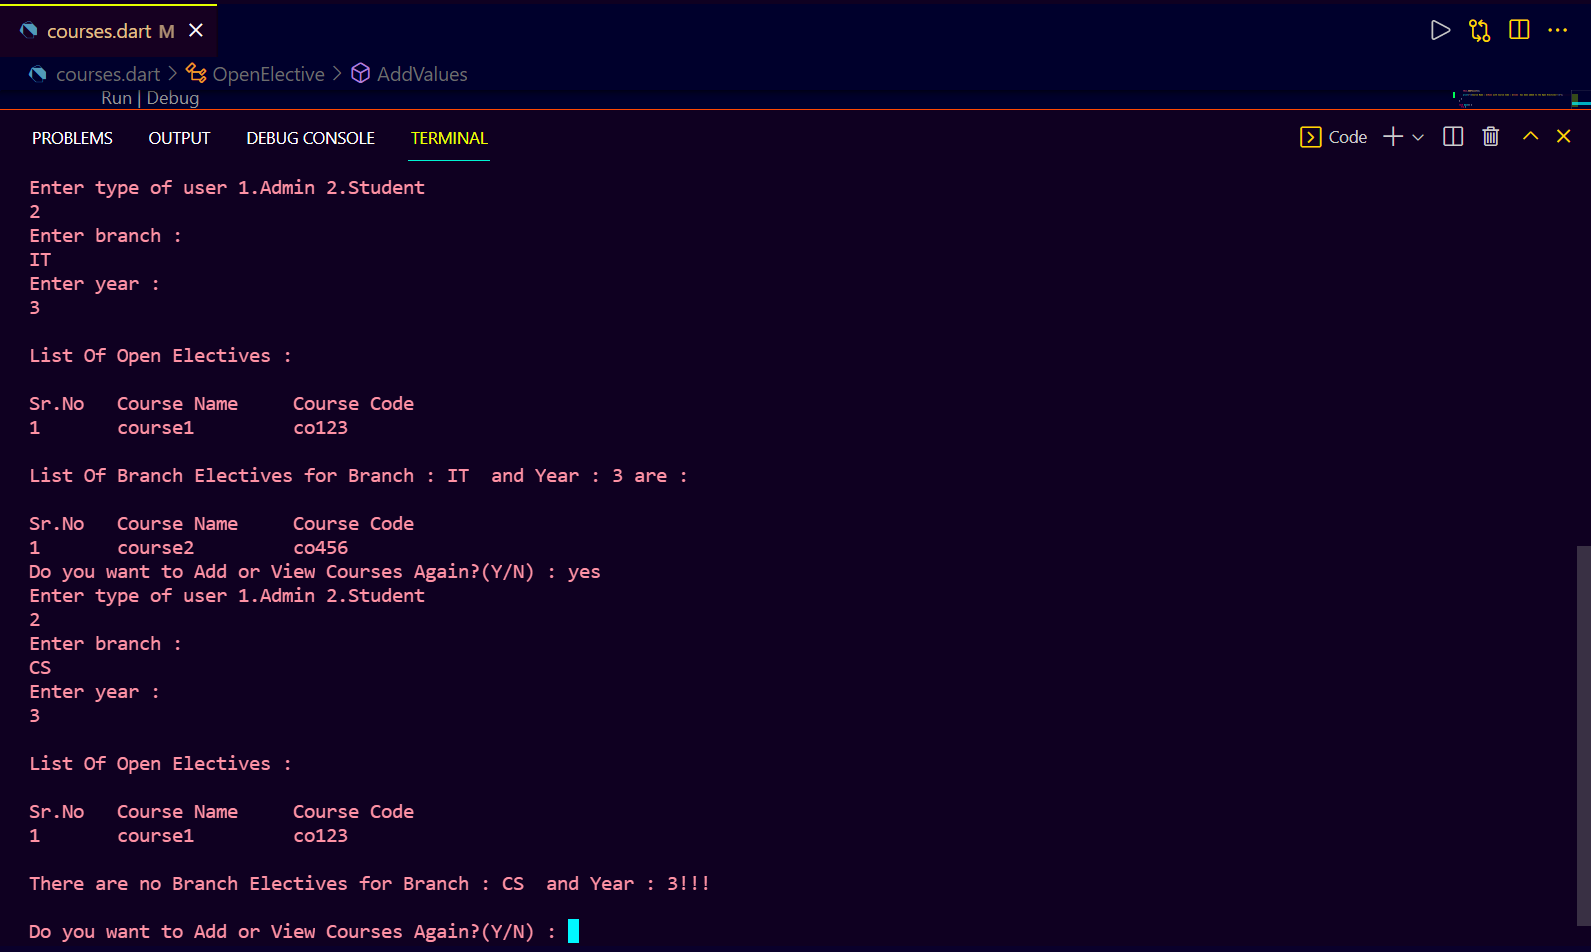 courses.dart M
courses.dart > OpenElective > AddValues
Run | Debug
PROBLEMS OUTPUT DEBUG CONSOLE TERMINAL Code
Enter type of user 1.Admin 2.Student
2
Enter branch :
IT
Enter year :
3
List Of Open Electives :
Sr.No Course Name Course Code
1 course1 co123
List Of Branch Electives for Branch : IT and Year : 3 are :
Sr.No Course Name Course Code
1 course2 co456
Do you want to Add or View Courses Again?(Y/N) : yes
Enter type of user 1.Admin 2.Student
2
Enter branch :
CS
Enter year :
3
List Of Open Electives :
Sr.No Course Name Course Code
1 course1 co123
There are no Branch Electives for Branch : CS and Year : 3!!!
Do you want to Add or View Courses Again?(Y/N) :